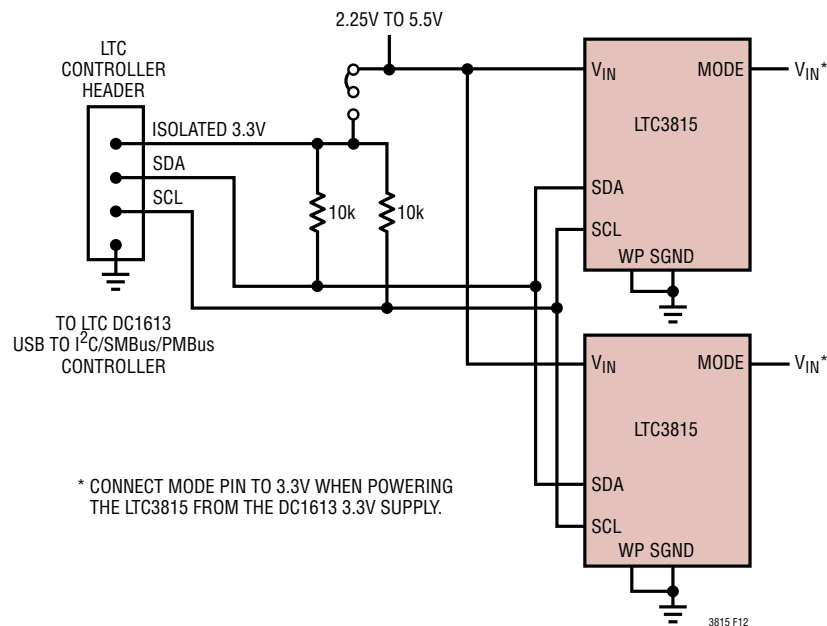 2.25V TO 5.5V
LTC
CONTROLLER
HEADER
ISOLATED 3.3V
SDA
SCL
10k
10k
TO LTC DC1613
USB TO I²C/SMBus/PMBus
CONTROLLER
VIN
MODE
VIN*
LTC3815
SDA
SCL
WP SGND
VIN
MODE
VIN*
LTC3815
SDA
SCL
WP SGND
* CONNECT MODE PIN TO 3.3V WHEN POWERING
THE LTC3815 FROM THE DC1613 3.3V SUPPLY.
3815 F12